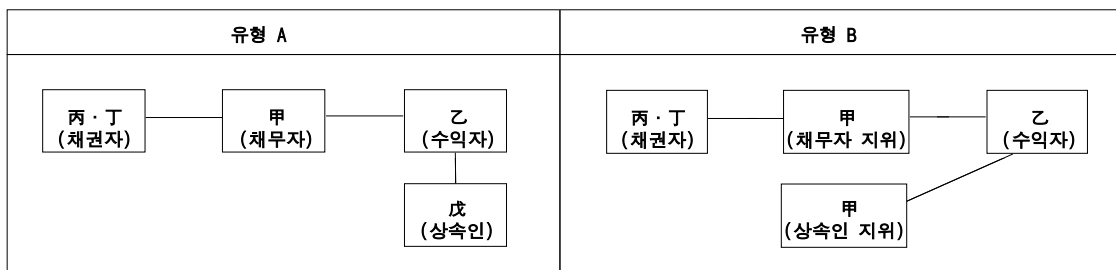 유형 A
유형 B
丙·丁
(채권자)
甲
(채무자)
乙
(수익자)
戊
(상속인)
丙·丁
(채권자)
甲
(채무자 지위)
乙
(수익자)
甲
(상속인 지위)